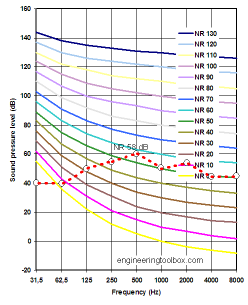 160
140
120
100
80
60
40
20
0
-20
Sound pressure level (dB)
NR 130
NR 120
NR 110
NR 100
NR 90
NR 80
NR 70
NR 60
NR 50
NR 40
NR 30
NR 20
NR 10
NR 0
NR 58 dB
engineeringtoolbox.com
31,5 62,5 125 250 500 1000 2000 4000 8000
Frequency (Hz)